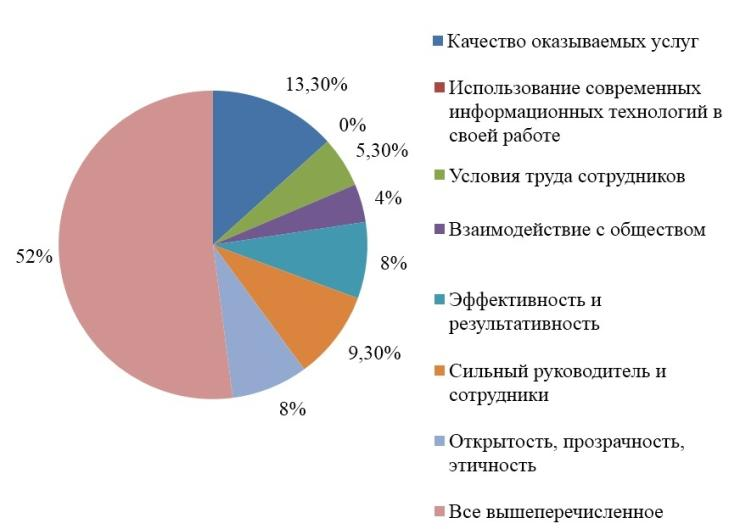 13,30%
0%
5,30%
4%
8%
9,30%
8%
52%
Качество оказываемых услуг
Использование современных
информационных технологий в
своей работе
Условия труда сотрудников
Взаимодействие с обществом
Эффективность и
результативность
Сильный руководитель и
сотрудники
Открытость, прозрачность,
этичность
Все вышеперечисленное